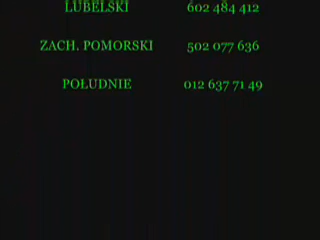 LUBELSKI 602 484 412
ZACH. POMORSKI 502 077 636
POŁUDNIE 012 637 71 49